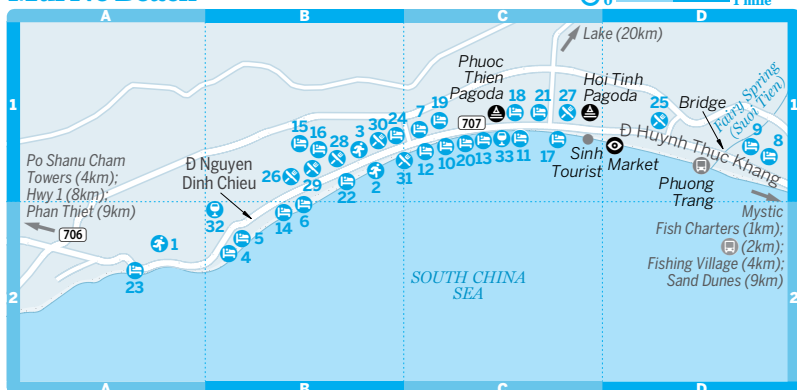 Mui Ne Beach
0 1 mile
A B C D
1
Lake (20km)
Phuoc
Thien
Pagoda
18
21
27
Hoi Tinh
Pagoda
25
Bridge
Fairy Spring
(Suoi Tien)
1
19
7
24
30
3
28
16
15
707
9
8
Đ Huynh Thuc Khang
Po Shanu Cham
Towers (4km);
Hwy 1 (8km);
Phan Thiet (9km)
Đ Nguyen
Dinh Chieu
26
29
22
2
31
12
10
20
13
33
11
17
Sinh
Tourist
Market
Phuong
Trang
706
32
14
6
1
5
4
23
Mystic
Fish Charters (1km);
(2km);
Fishing Village (4km);
Sand Dunes (9km)
SOUTH CHINA
SEA
2
2
A B C D